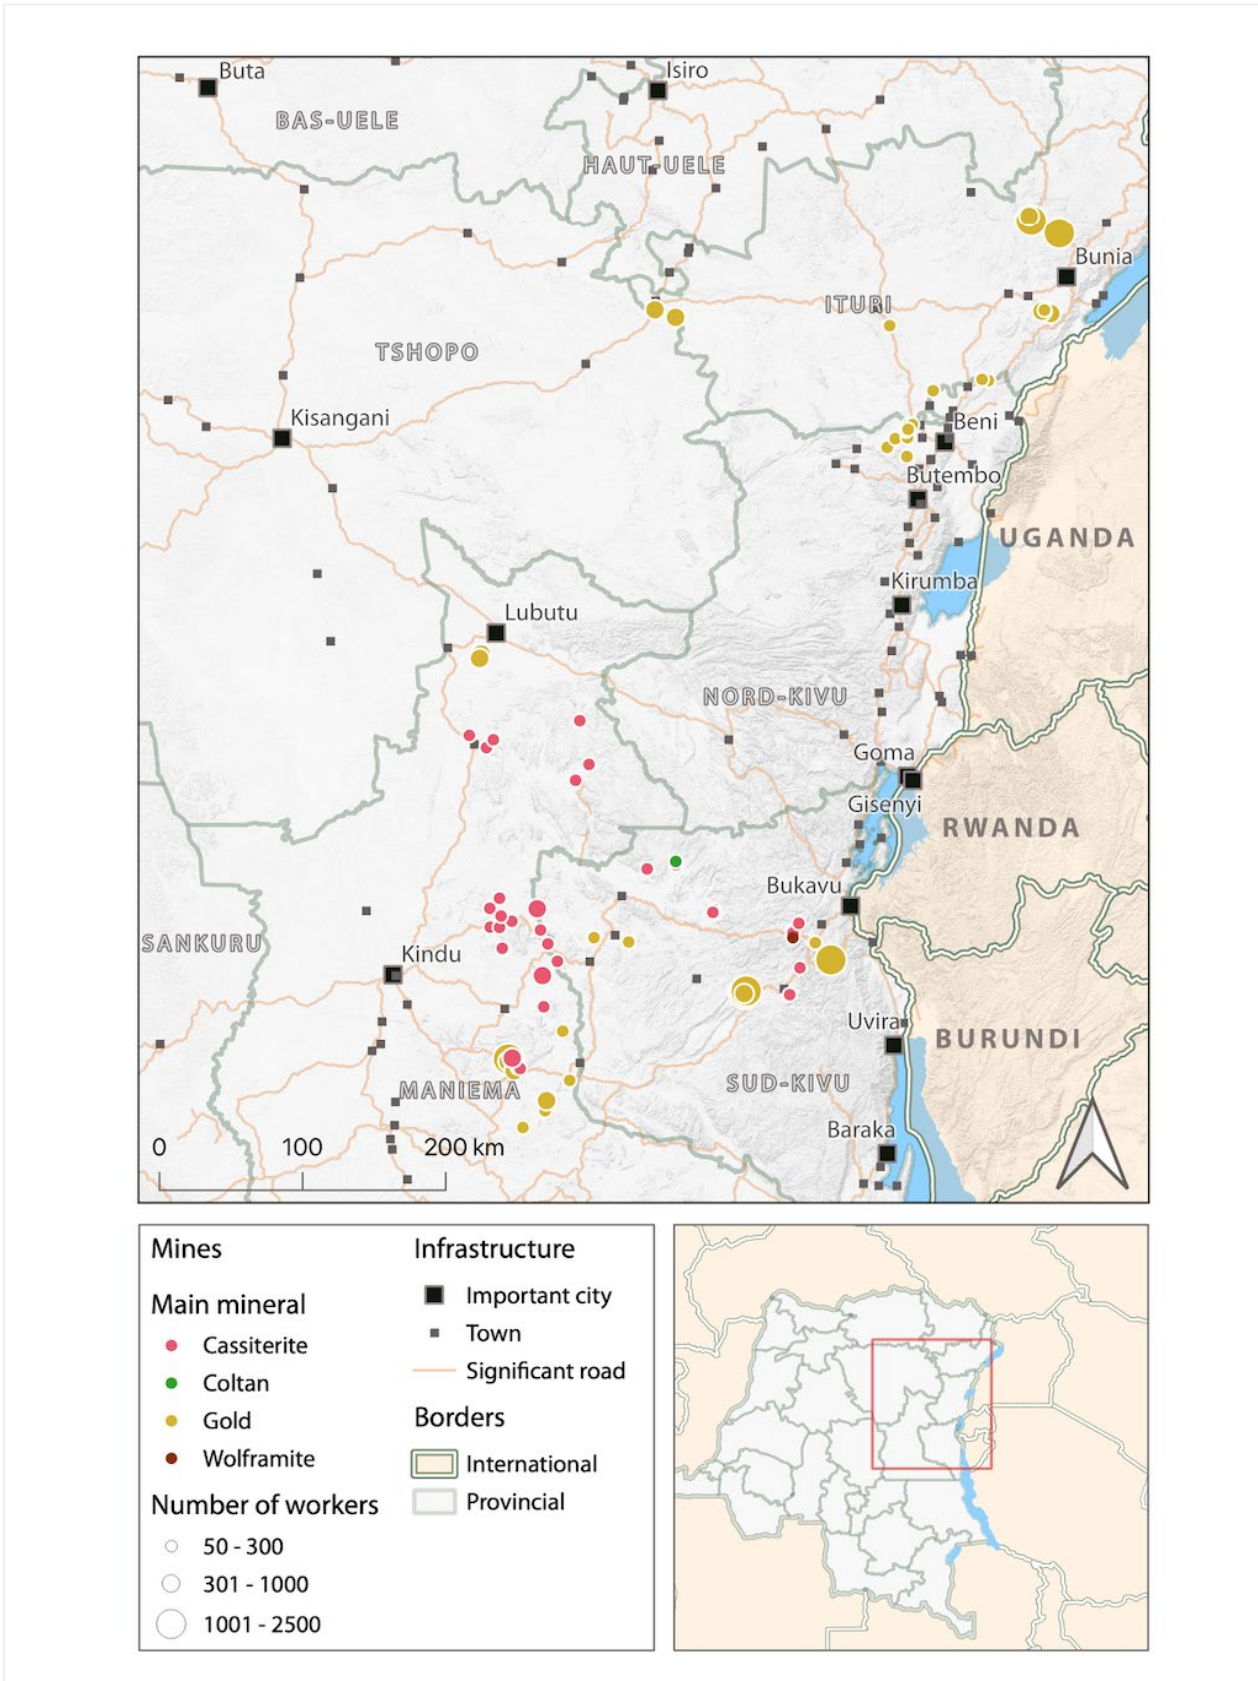 Buta
Isiro
BAS-UELE
HAUT-UELE
Bunia
ITURI
TSHOPO
Kisangani
Beni
Butembo
UGANDA
Kirumba
Lubutu
NORD-KIVU
Goma
Gisenyi
RWANDA
Bukavu
SANKURU
Kindu
Uvira
BURUNDI
SUD-KIVU
MANIEMA
Baraka
0 100 200 km
Mines
Main mineral
Cassiterite
Coltan
Gold
Wolframite
Number of workers
50 - 300
301 - 1000
1001 - 2500
Infrastructure
Important city
Town
Significant road
Borders
International
Provincial